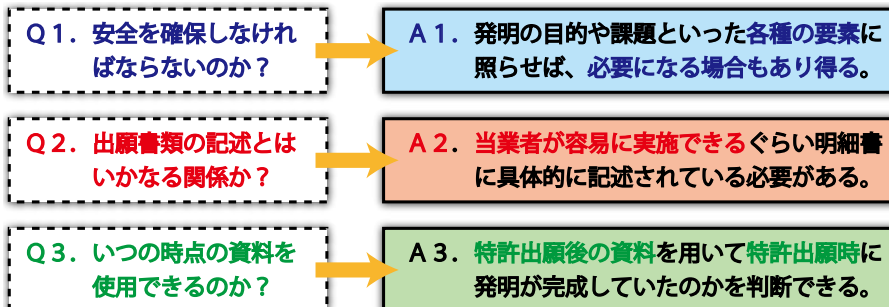 Q1．安全を確保しなけれ
ばならないのか？
A1．発明の目的や課題といった各種の要素に
照らせば、必要になる場合もあり得る。
Q2．出願書類の記述とは
いかなる関係か？
A2．当業者が容易に実施できるぐらい明細書
に具体的に記述されている必要がある。
Q3．いつの時点の資料を
使用できるのか？
A3．特許出願後の資料を用いて特許出願時に
発明が完成していたのかを判断できる。